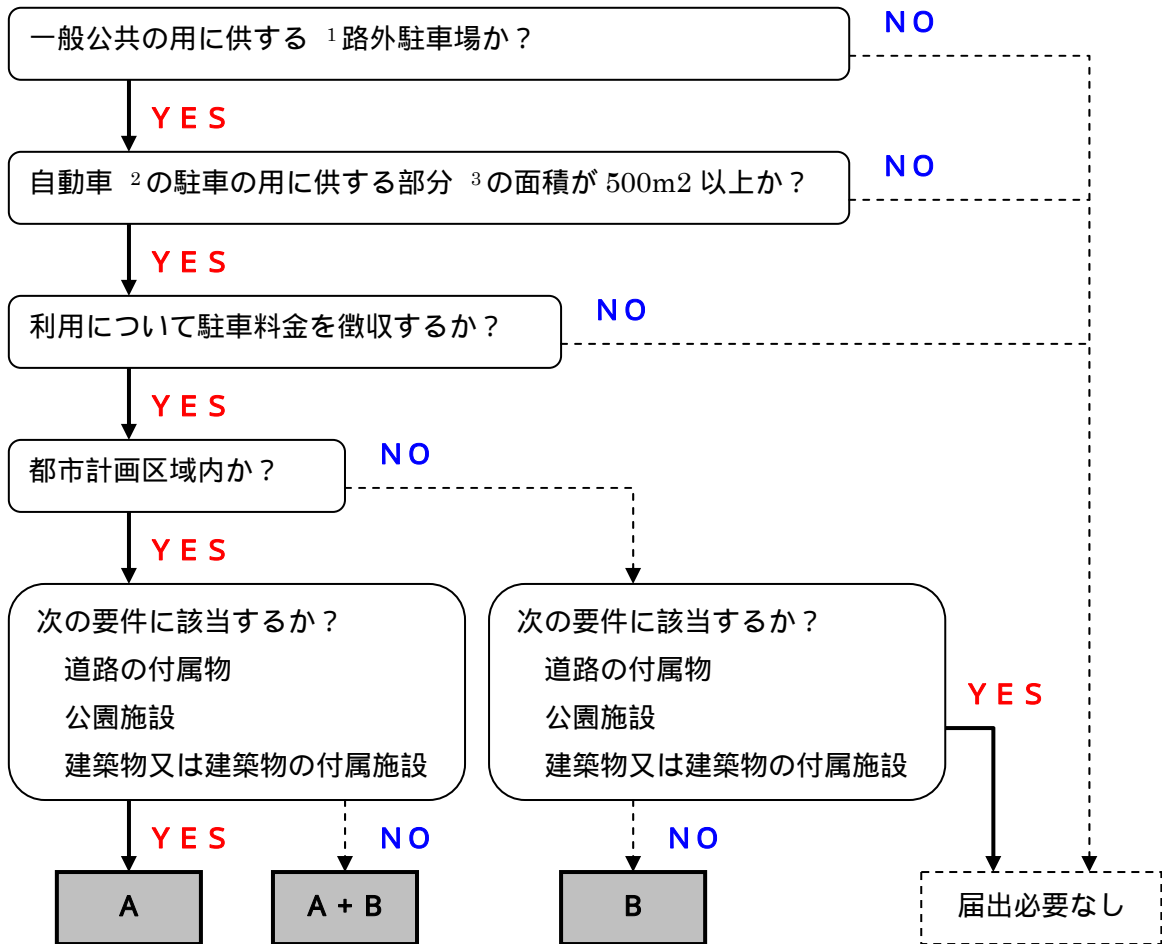 一般公共の用に供する 1路外駐車場か？
NO
YES
自動車 2の駐車の用に供する部分 3の面積が 500m2 以上か？
NO
YES
利用について駐車料金を徴収するか？
NO
YES
都市計画区域内か？
NO
YES
次の要件に該当するか？
道路の付属物
公園施設
建築物又は建築物の付属施設
次の要件に該当するか？
道路の付属物
公園施設
建築物又は建築物の付属施設
YES
YES
NO
NO
A
A + B
B
届出必要なし